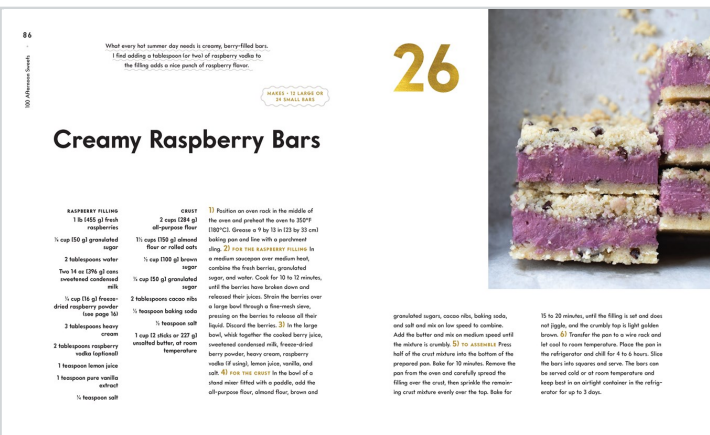 86
100 Afternoon Sweets
What every hot summer day needs is creamy, berry-filled bars.
I find adding a tablespoon (or two) of raspberry vodka to
the filling adds a nice punch of raspberry flavor.
MAKES • 12 LARGE OR
24 SMALL BARS
Creamy Raspberry Bars
RASPBERRY FILLING
1 lb [455 g] fresh
raspberries
¼ cup [50 g] granulated
sugar
2 tablespoons water
Two 14 oz [396 g] cans
sweetened condensed
milk
½ cup [16 g] freeze-
dried raspberry powder
(see page 16)
3 tablespoons heavy
cream
2 tablespoons raspberry
vodka (optional)
1 teaspoon lemon juice
1 teaspoon pure vanilla
extract
¼ teaspoon salt
CRUST
2 cups [284 g]
all-purpose flour
1½ cups [150 g] almond
flour or rolled oats
½ cup [100 g] brown
sugar
¼ cup [50 g] granulated
sugar
2 tablespoons cacao nibs
½ teaspoon baking soda
½ teaspoon salt
1 cup [2 sticks or 227 g]
unsalted butter, at room
temperature
1) Position an oven rack in the middle of
the oven and preheat the oven to 350°F
[180°C]. Grease a 9 by 13 in [23 by 33 cm]
baking pan and line with a parchment
sling. 2) FOR THE RASPBERRY FILLING In
a medium saucepan over medium heat,
combine the fresh berries, granulated
sugar, and water. Cook for 10 to 12 minutes,
until the berries have broken down and
released their juices. Strain the berries over
a large bowl through a fine-mesh sieve,
pressing on the berries to release all their
liquid. Discard the berries. 3) In the large
bowl, whisk together the cooked berry juice,
sweetened condensed milk, freeze-dried
berry powder, heavy cream, raspberry
vodka (if using), lemon juice, vanilla, and
salt. 4) FOR THE CRUST In the bowl of a
stand mixer fitted with a paddle, add the
all-purpose flour, almond flour, brown and
26
granulated sugars, cacao nibs, baking soda,
and salt and mix on low speed to combine.
Add the butter and mix on medium speed until
the mixture is crumbly. 5) TO ASSEMBLE Press
half of the crust mixture into the bottom of the
prepared pan. Bake for 10 minutes. Remove the
pan from the oven and carefully spread the
filling over the crust, then sprinkle the remain-
ing crust mixture evenly over the top. Bake for
15 to 20 minutes, until the filling is set and does
not jiggle, and the crumbly top is light golden
brown. 6) Transfer the pan to a wire rack and
let cool to room temperature. Place the pan in
the refrigerator and chill for 4 to 6 hours. Slice
the bars into squares and serve. The bars can
be served cold or at room temperature and
keep best in an airtight container in the refrig-
erator for up to 3 days.